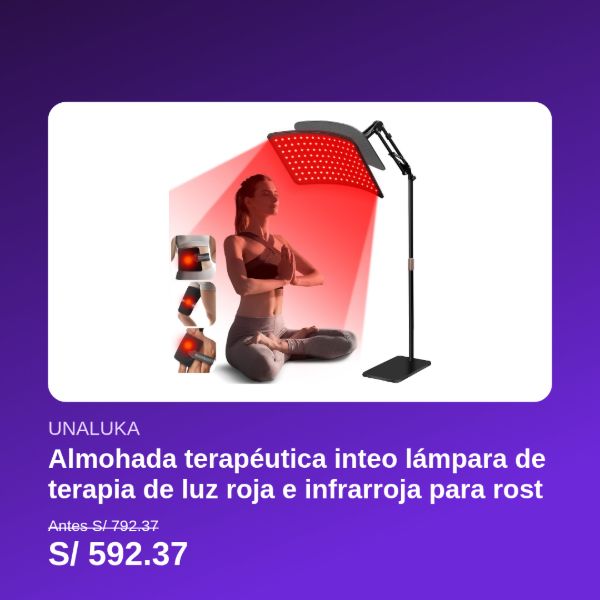 UNALUKA
Almohada terapéutica inteo lámpara de
terapia de luz roja e infrarroja para rost
Antes S/ 792.37
S/ 592.37